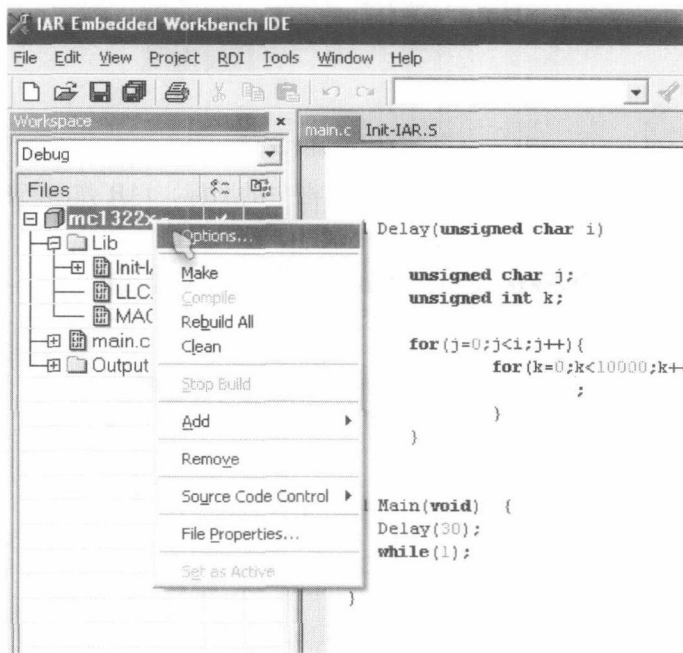 IAR Embedded Workbench IDE
File Edit View Project RDI Tools Window Help
Workspace
Debug
Files
mc1322x -
Lib
Init-I
LLC.
MAC
main.c
Output
Options...
Make
Compile
Rebuild All
Clean
Stop Build
Add
Remove
Source Code Control
File Properties...
Set as Active
main.c Init-IAR.S
Delay(unsigned char i)
unsigned char j;
unsigned int k;
for(j=0;j<i;j++){
for(k=0;k<10000;k++
;
}
}
Main(void) {
Delay(30);
while(1);
}